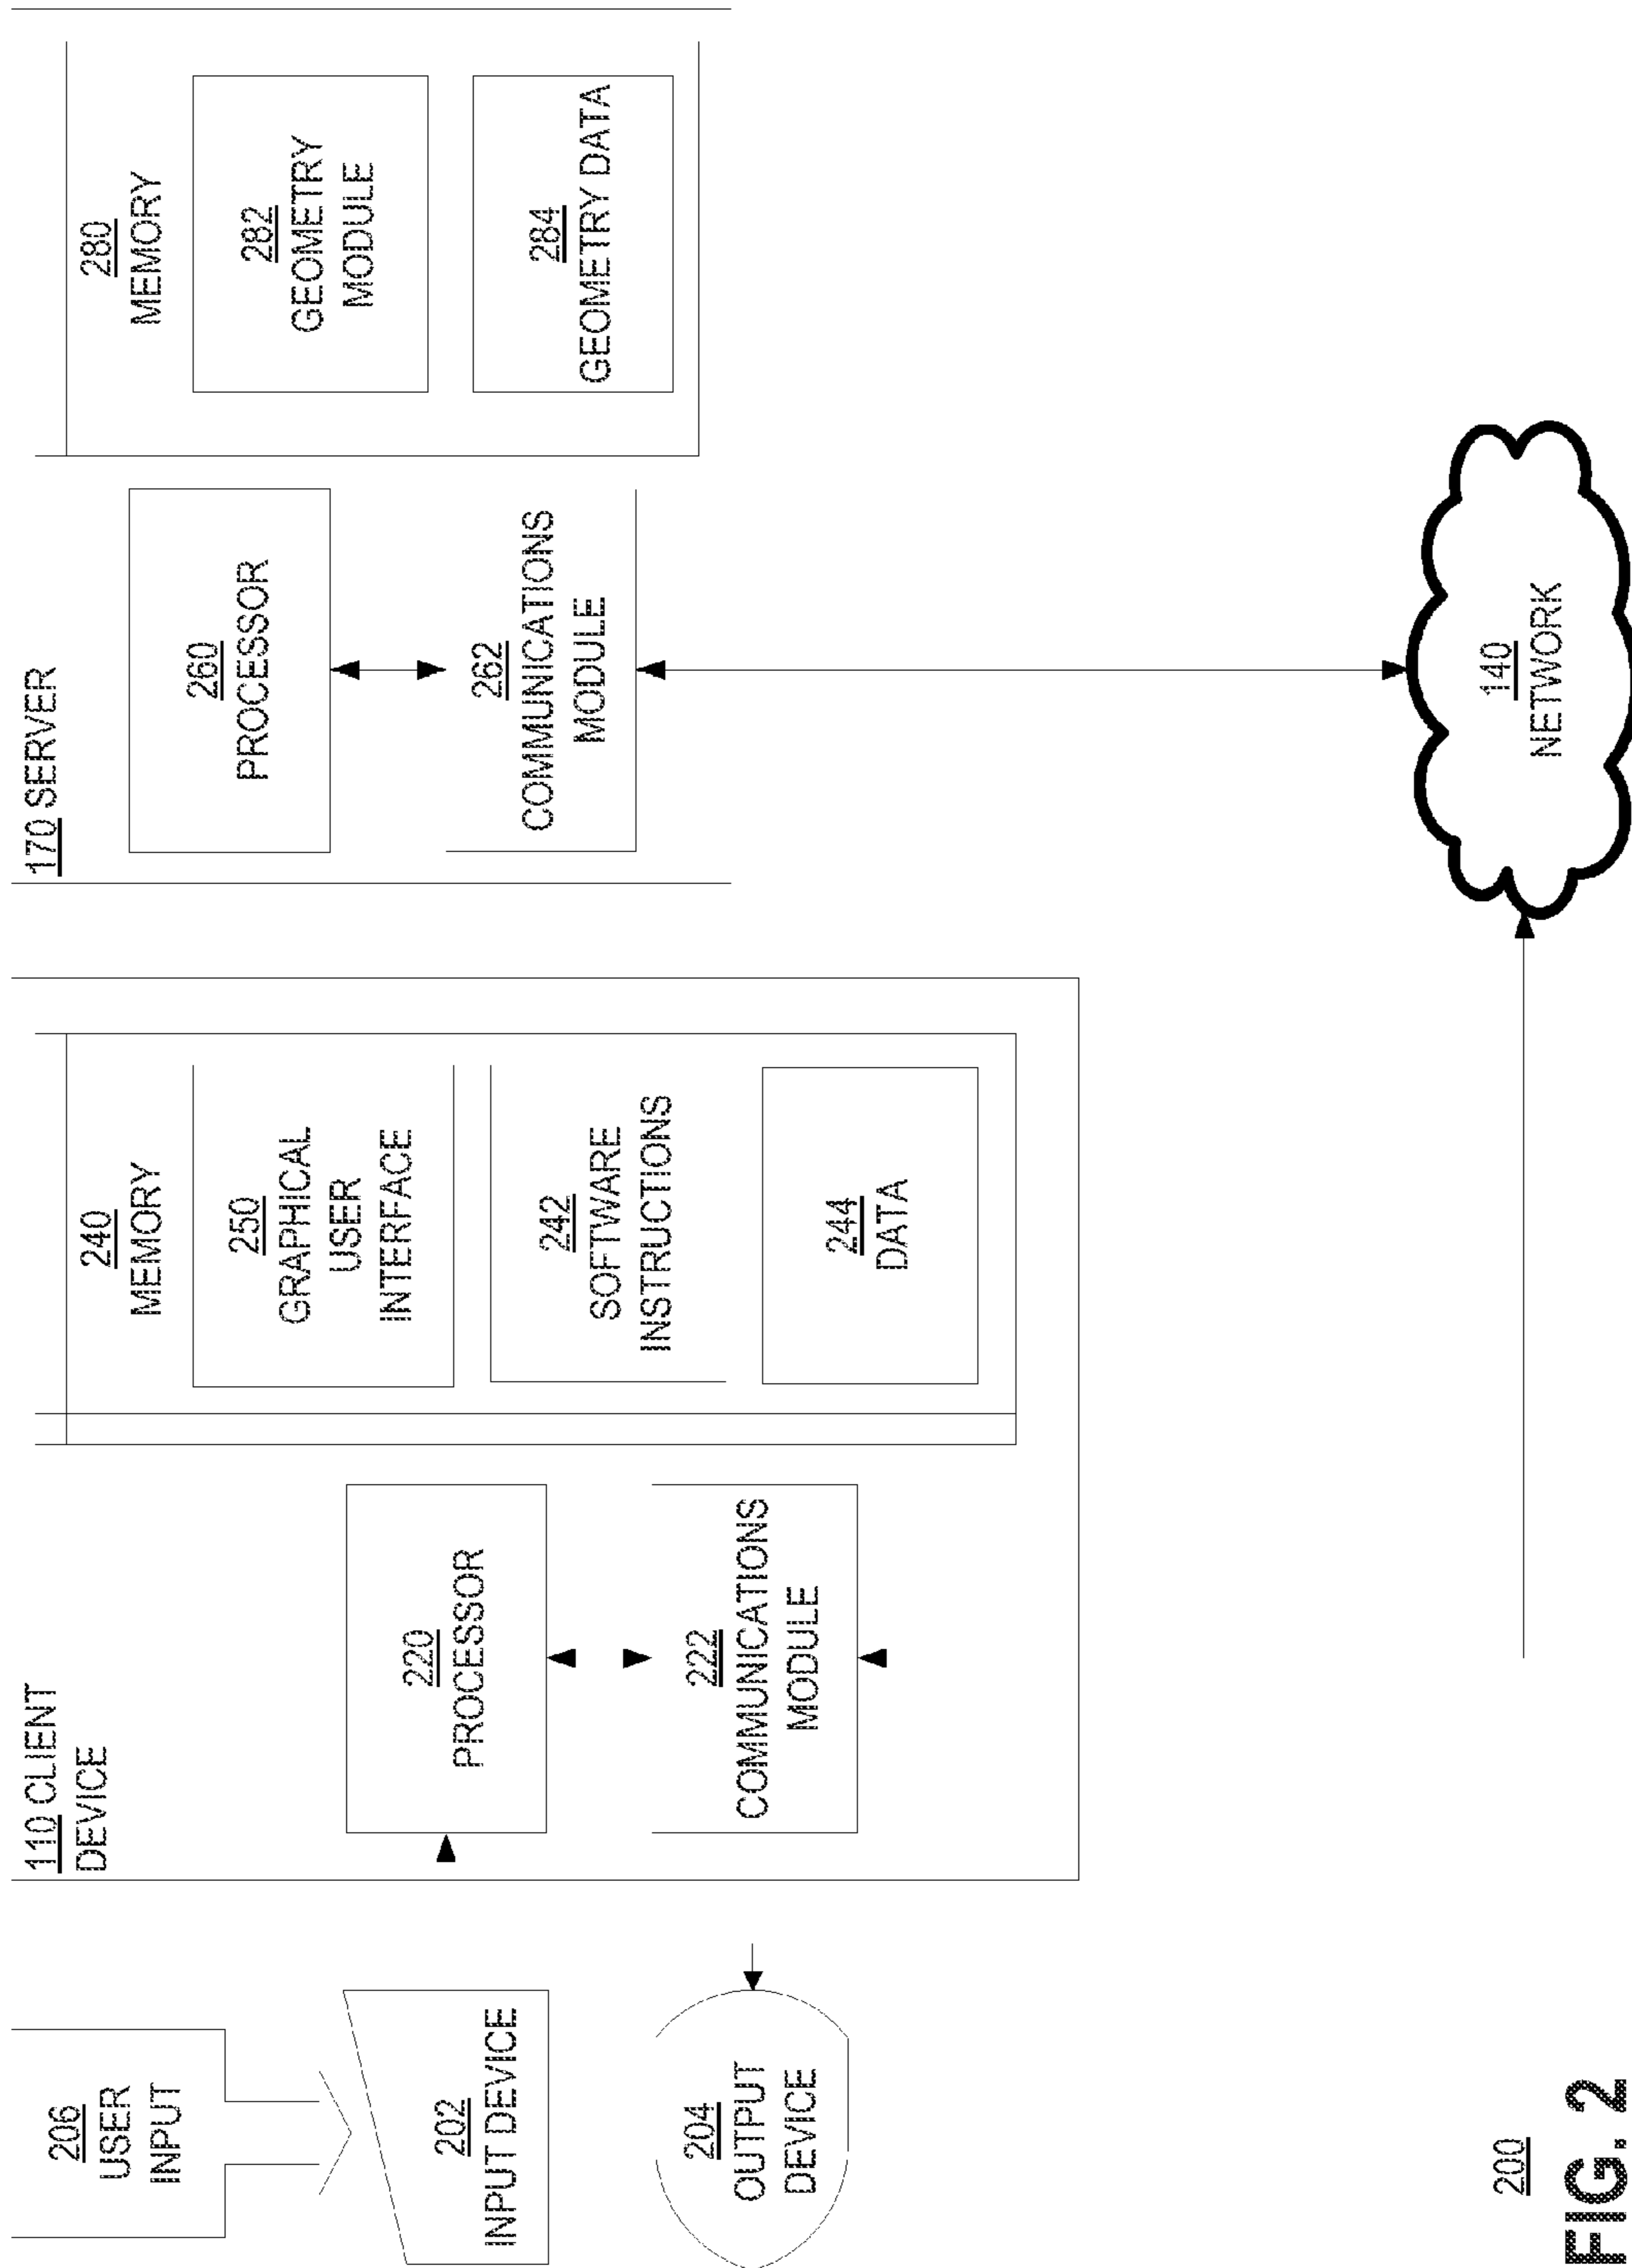 206
USER
INPUT
202
INPUT DEVICE
204
OUTPUT
DEVICE
110 CLIENT
DEVICE
220
PROCESSOR
222
COMMUNICATIONS
MODULE
240
MEMORY
250
GRAPHICAL
USER
INTERFACE
242
SOFTWARE
INSTRUCTIONS
244
DATA
170 SERVER
260
PROCESSOR
262
COMMUNICATIONS
MODULE
280
MEMORY
282
GEOMETRY
MODULE
284
GEOMETRY DATA
140
NETWORK
200
FIG. 2